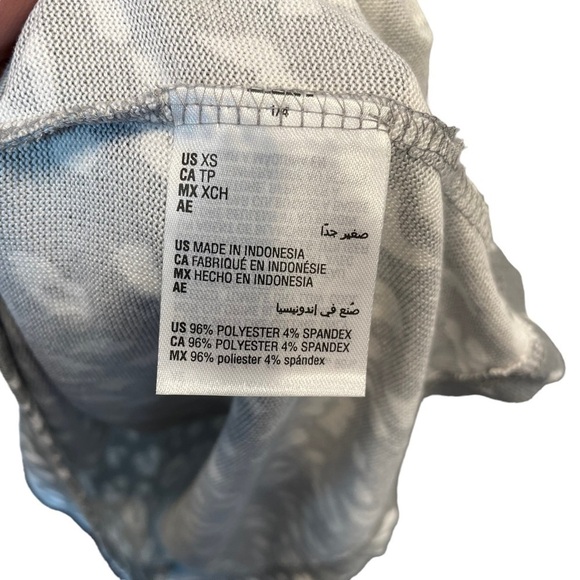 1/4
US XS
CA TP
MX XCH
AE
صغير جدًا
US MADE IN INDONESIA
CA FABRIQUÉ EN INDONÉSIE
MX HECHO EN INDONESIA
AE
صُنع في إندونيسيا
US 96% POLYESTER 4% SPANDEX
CA 96% POLYESTER 4% SPANDEX
MX 96% poliester 4% spándex